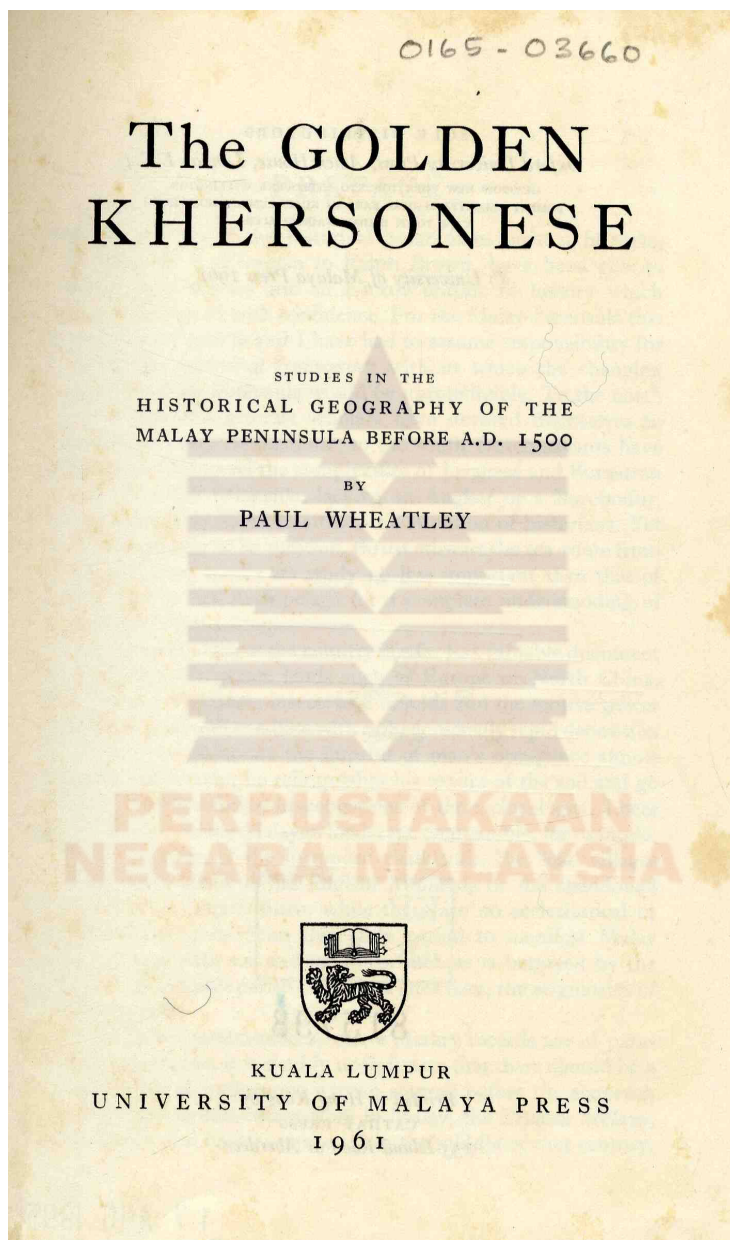 0165 - 03660
The GOLDEN
KHERSONESE
STUDIES IN THE
HISTORICAL GEOGRAPHY OF THE
MALAY PENINSULA BEFORE A.D. 1500
BY
PAUL WHEATLEY
PERPUSTAKAAN
NEGARA MALAYSIA
KUALA LUMPUR
UNIVERSITY OF MALAYA PRESS
1961